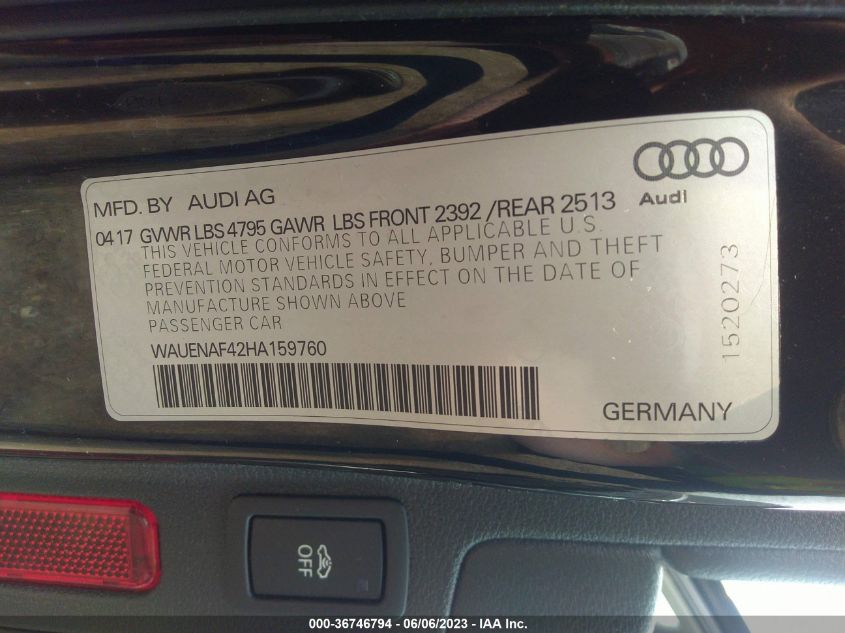 MFD. BY AUDI AG
Audi
04 17 GVWR LBS 4795 GAWR LBS FRONT 2392 /REAR 2513
THIS VEHICLE CONFORMS TO ALL APPLICABLE U.S.
FEDERAL MOTOR VEHICLE SAFETY, BUMPER AND THEFT
PREVENTION STANDARDS IN EFFECT ON THE DATE OF
MANUFACTURE SHOWN ABOVE
PASSENGER CAR
WAUENAF42HA159760
1520273
GERMANY
OFF
000-36746794 - 06/06/2023 - IAA Inc.